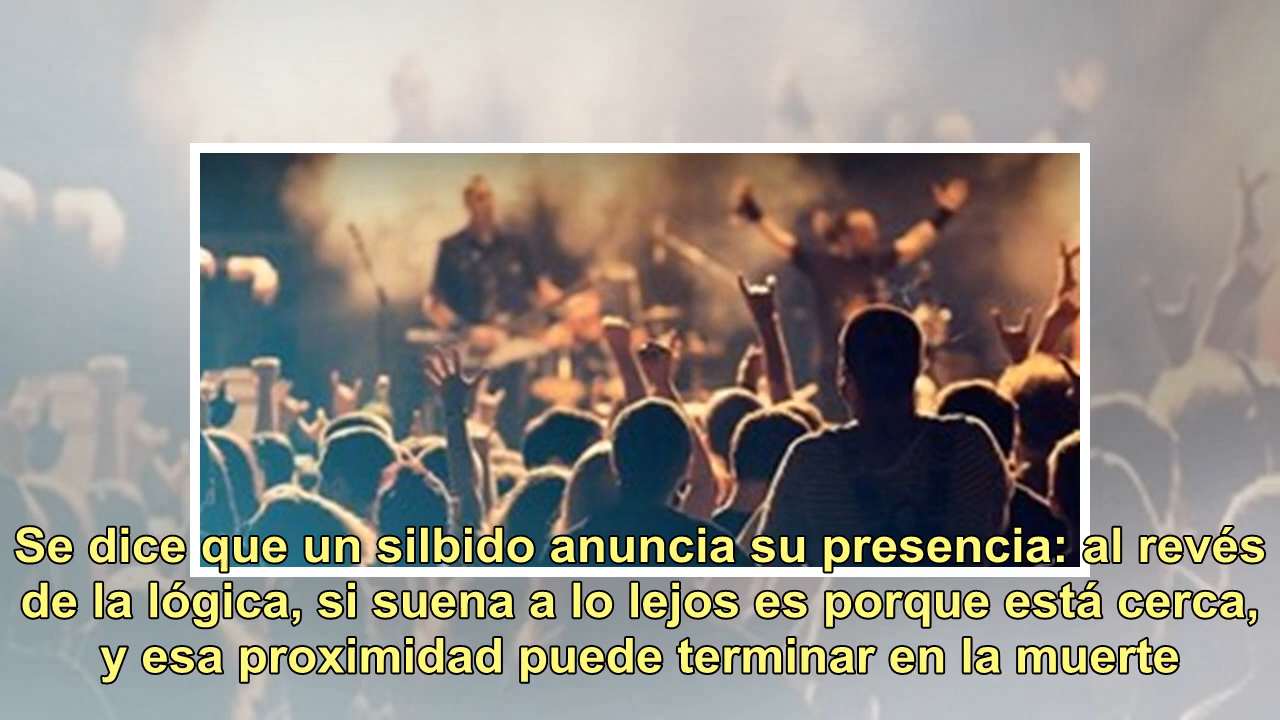 Se dice que un silbido anuncia su presencia: al revés
de la lógica, si suena a lo lejos es porque está cerca,
y esa proximidad puede terminar en la muerte